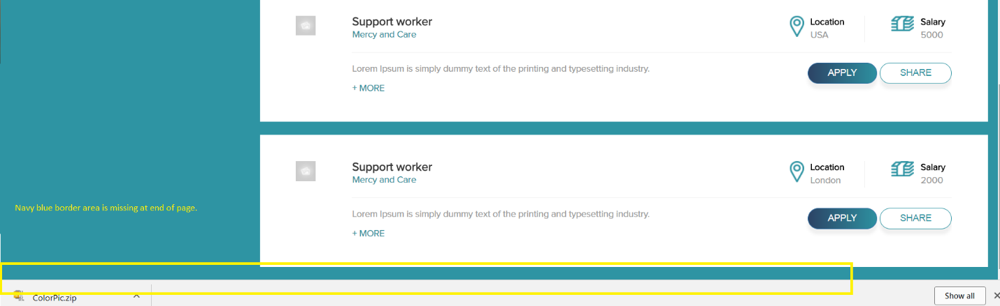 Support worker
Mercy and Care
Location
USA
Salary
5000
Lorem Ipsum is simply dummy text of the printing and typesetting industry.
+ MORE
APPLY
SHARE
Support worker
Mercy and Care
Location
London
Salary
2000
Navy blue border area is missing at end of page.
Lorem Ipsum is simply dummy text of the printing and typesetting industry.
+ MORE
APPLY
SHARE
ColorPic.zip
Show all